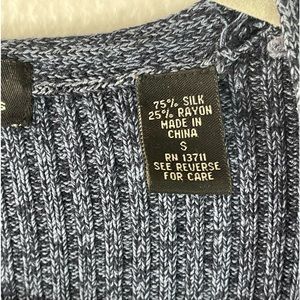 s
75% SILK
25% RAYON
MADE IN
CHINA
S
RN 13711
SEE REVERSE
FOR CARE